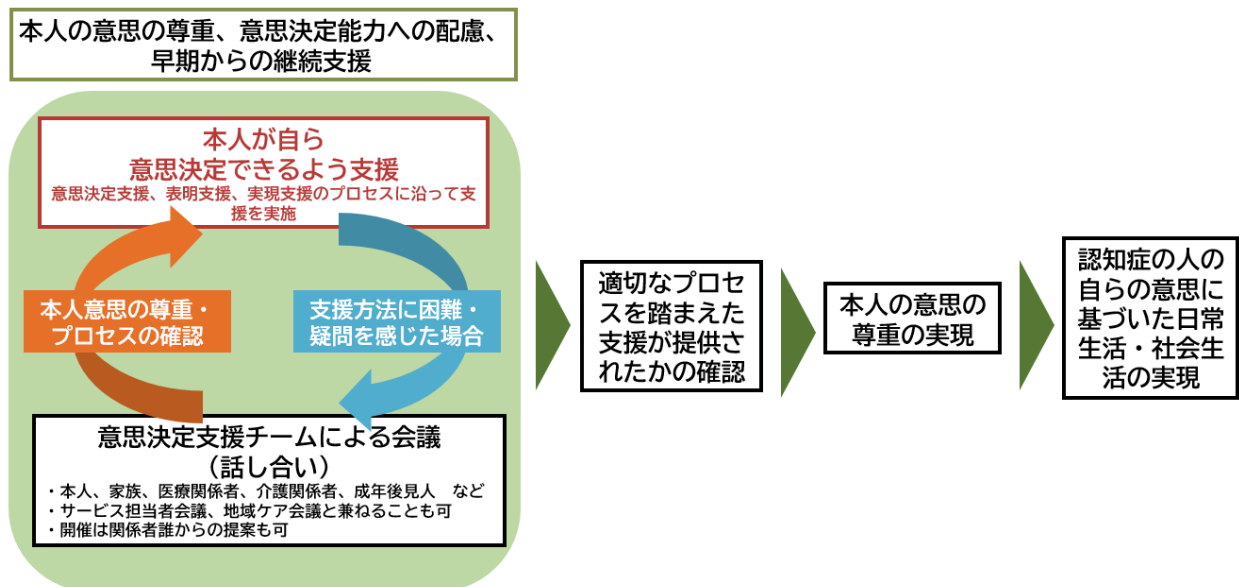 本人の意思の尊重、意思決定能力への配慮、
早期からの継続支援
本人が自ら
意思決定できるよう支援
意思決定支援、表明支援、実現支援のプロセスに沿って支
援を実施
本人意思の尊重・
プロセスの確認
支援方法に困難・
疑問を感じた場合
意思決定支援チームによる会議
（話し合い）
・本人、家族、医療関係者、介護関係者、成年後見人　など
・サービス担当者会議、地域ケア会議と兼ねることも可
・開催は関係者誰からの提案も可
適切なプロセ
スを踏まえた
支援が提供さ
れたかの確認
本人の意思の
尊重の実現
認知症の人の
自らの意思に
基づいた日常
生活・社会生
活の実現